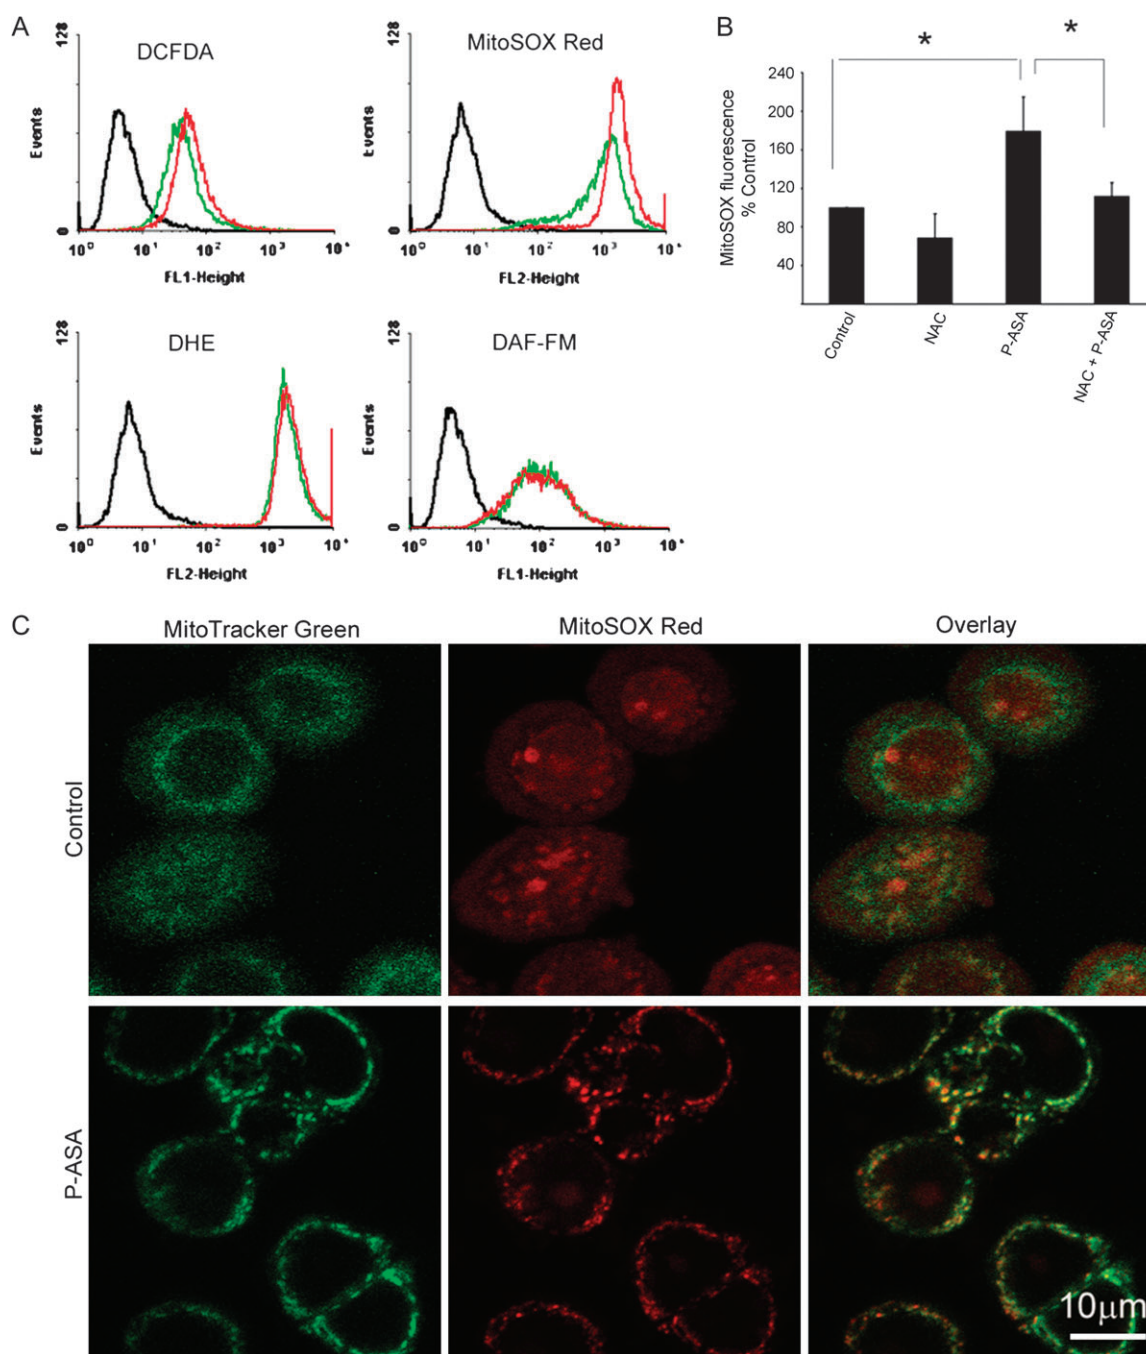 A
B
DCFDA
128
Events
0
10⁰ 10¹ 10² 10³ 10⁴
FL1-Height
MitoSOX Red
128
Events
0
10⁰ 10¹ 10² 10³ 10⁴
FL2-Height
DHE
128
Events
0
10⁰ 10¹ 10² 10³ 10⁴
FL2-Height
DAF-FM
128
Events
0
10⁰ 10¹ 10² 10³ 10⁴
FL1-Height
* *
MitoSOX fluorescence
% Control
240
200
160
120
80
40
Control
NAC
P-ASA
NAC + P-ASA
C
MitoTracker Green
MitoSOX Red
Overlay
Control
P-ASA
10μm